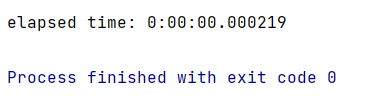 elapsed time: 0:00:00.000219
Process finished with exit code 0